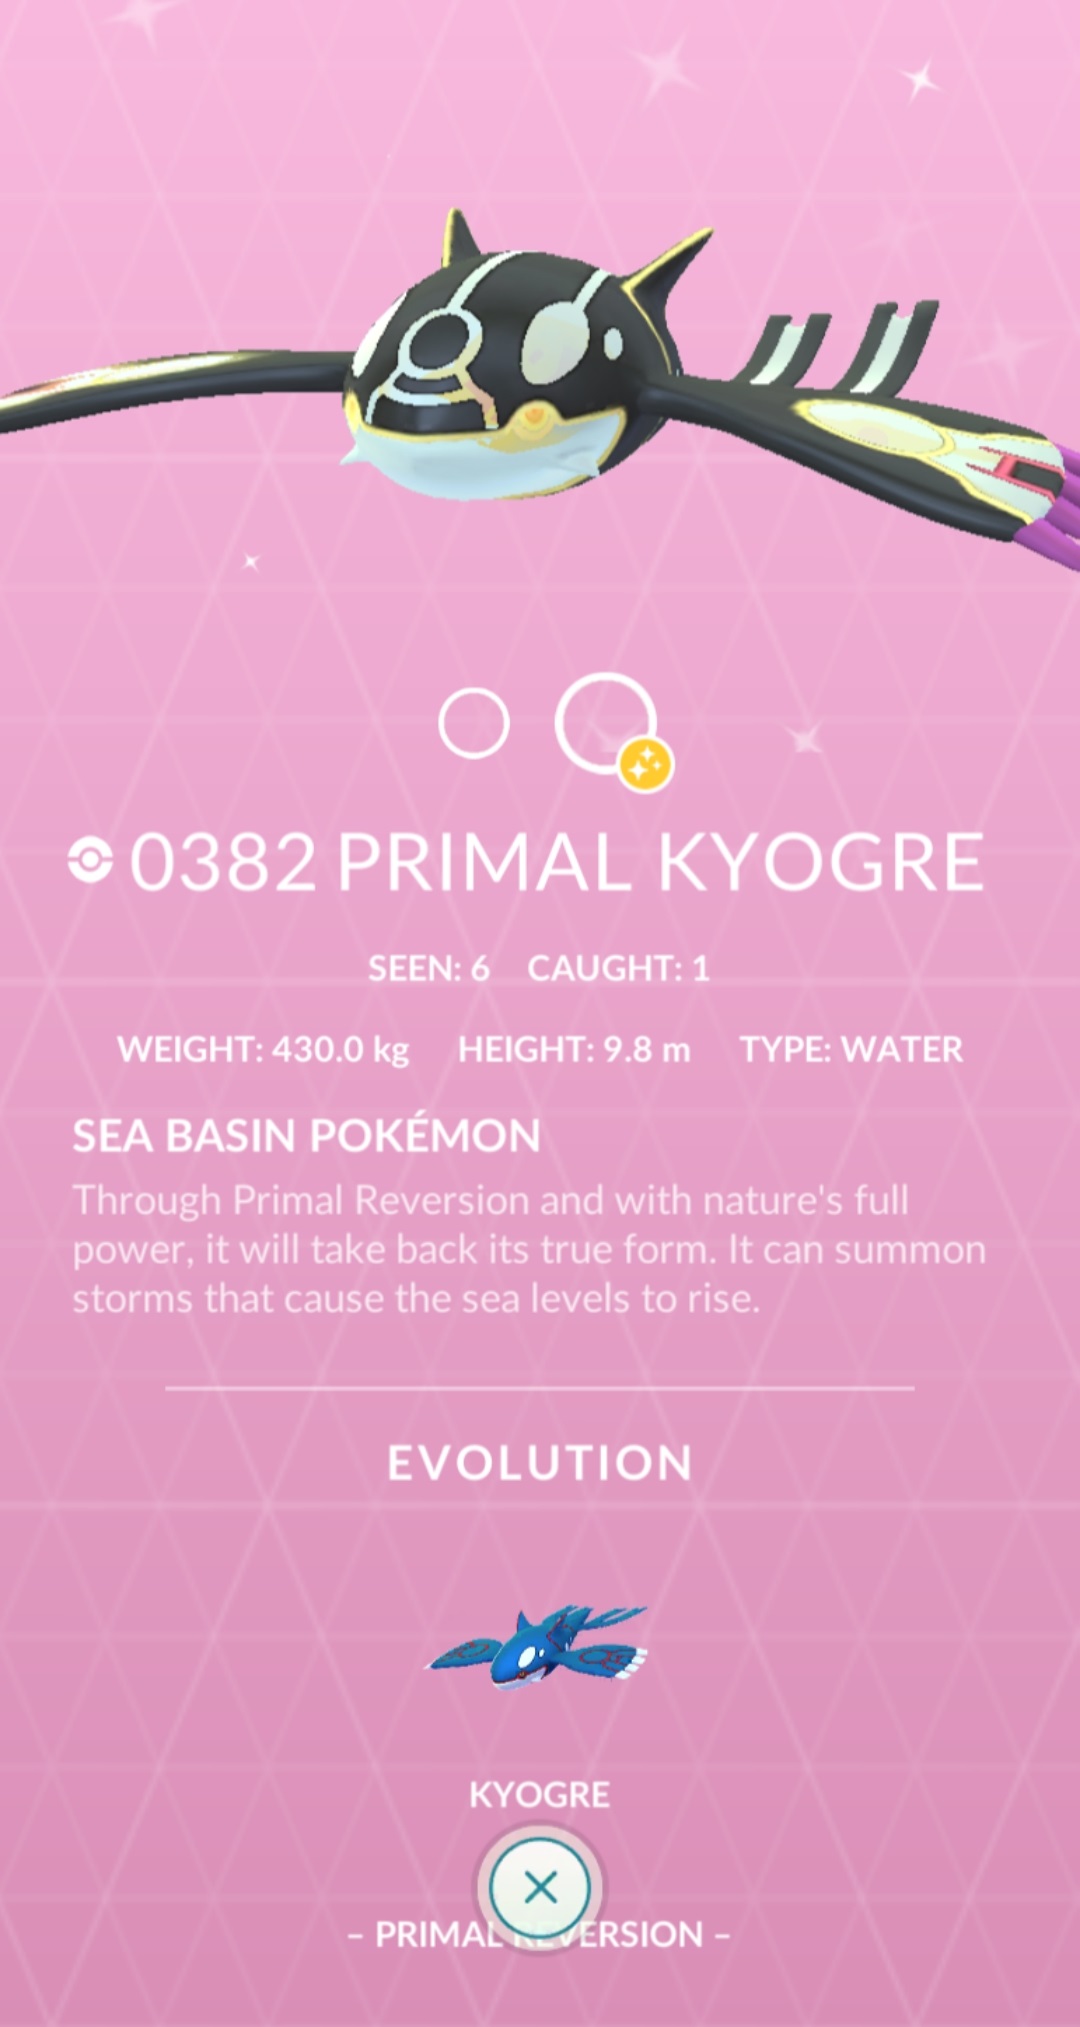 0382 PRIMAL KYOGRE
SEEN: 6 CAUGHT: 1
WEIGHT: 430.0 kg HEIGHT: 9.8 m TYPE: WATER
SEA BASIN POKÉMON
Through Primal Reversion and with nature's full
power, it will take back its true form. It can summon
storms that cause the sea levels to rise.
EVOLUTION
KYOGRE
– PRIMAL REVERSION –